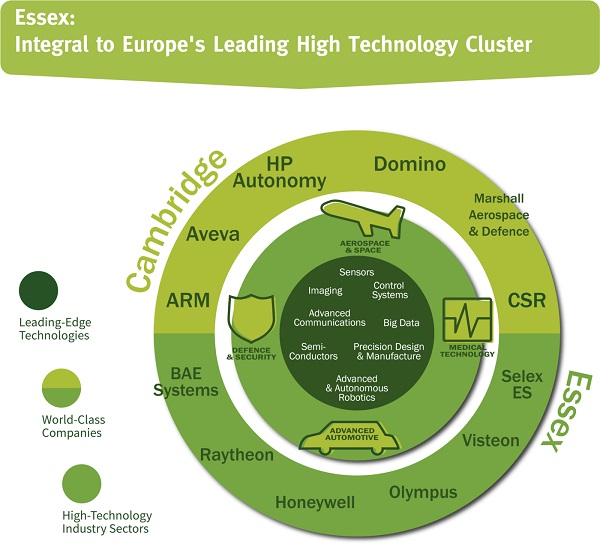 Essex:
Integral to Europe's Leading High Technology Cluster
Cambridge
HP
Autonomy
Domino
Marshall
Aerospace
& Defence
Aveva
ARM
CSR
AEROSPACE
& SPACE
DEFENCE
& SECURITY
MEDICAL
TECHNOLOGY
ADVANCED
AUTOMOTIVE
Sensors
Imaging
Control
Systems
Advanced
Communications
Big Data
Semi-
Conductors
Precision Design
& Manufacture
Advanced
& Autonomous
Robotics
BAE
Systems
Raytheon
Honeywell
Olympus
Visteon
Selex
ES
Essex
Leading-Edge
Technologies
World-Class
Companies
High-Technology
Industry Sectors